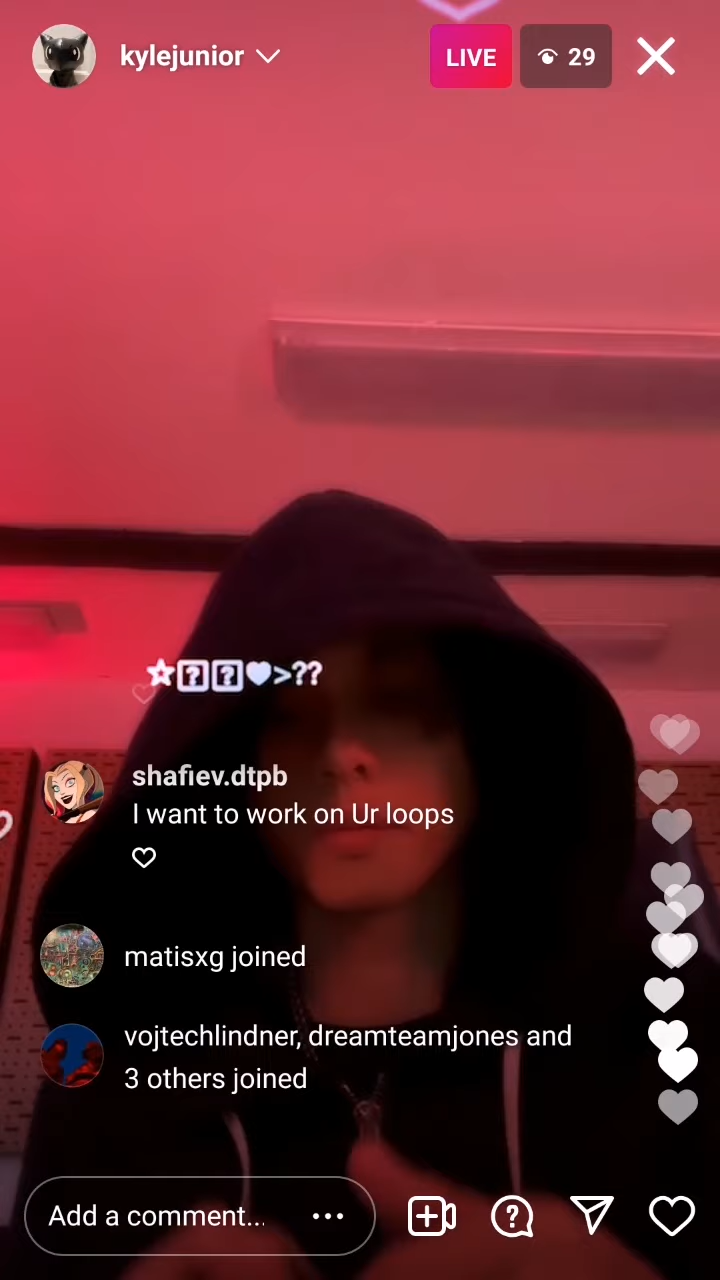 kylejunior
LIVE
29
☆??♥>??
shafiev.dtpb
I want to work on Ur loops
♡
matisxg joined
vojtechlindner, dreamteamjones and
3 others joined
Add a comment...